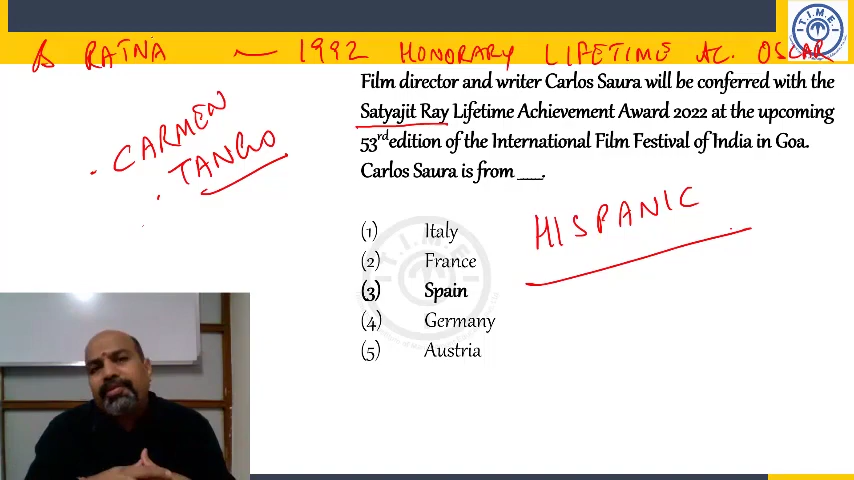 B RATNA — 1992 HONORARY LIFETIME AC. OSCAR
T.I.M.E.
Film director and writer Carlos Saura will be conferred with the
Satyajit Ray Lifetime Achievement Award 2022 at the upcoming
53rd edition of the International Film Festival of India in Goa.
Carlos Saura is from ___.
• CARMEN
• TANGO
HISPANIC
(1) Italy
(2) France
(3) Spain
(4) Germany
(5) Austria
T.I.M.E.